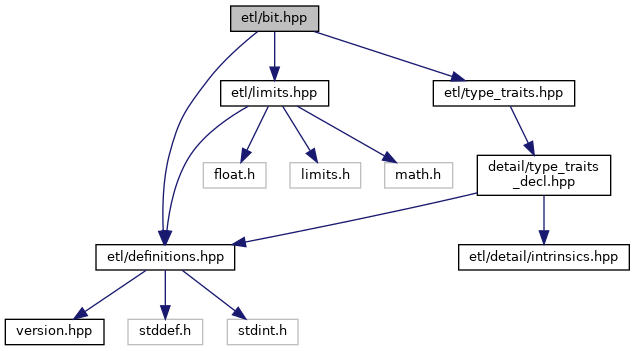 etl/bit.hpp
etl/limits.hpp
etl/type_traits.hpp
float.h
limits.h
math.h
detail/type_traits
_decl.hpp
etl/definitions.hpp
etl/detail/intrinsics.hpp
version.hpp
stddef.h
stdint.h